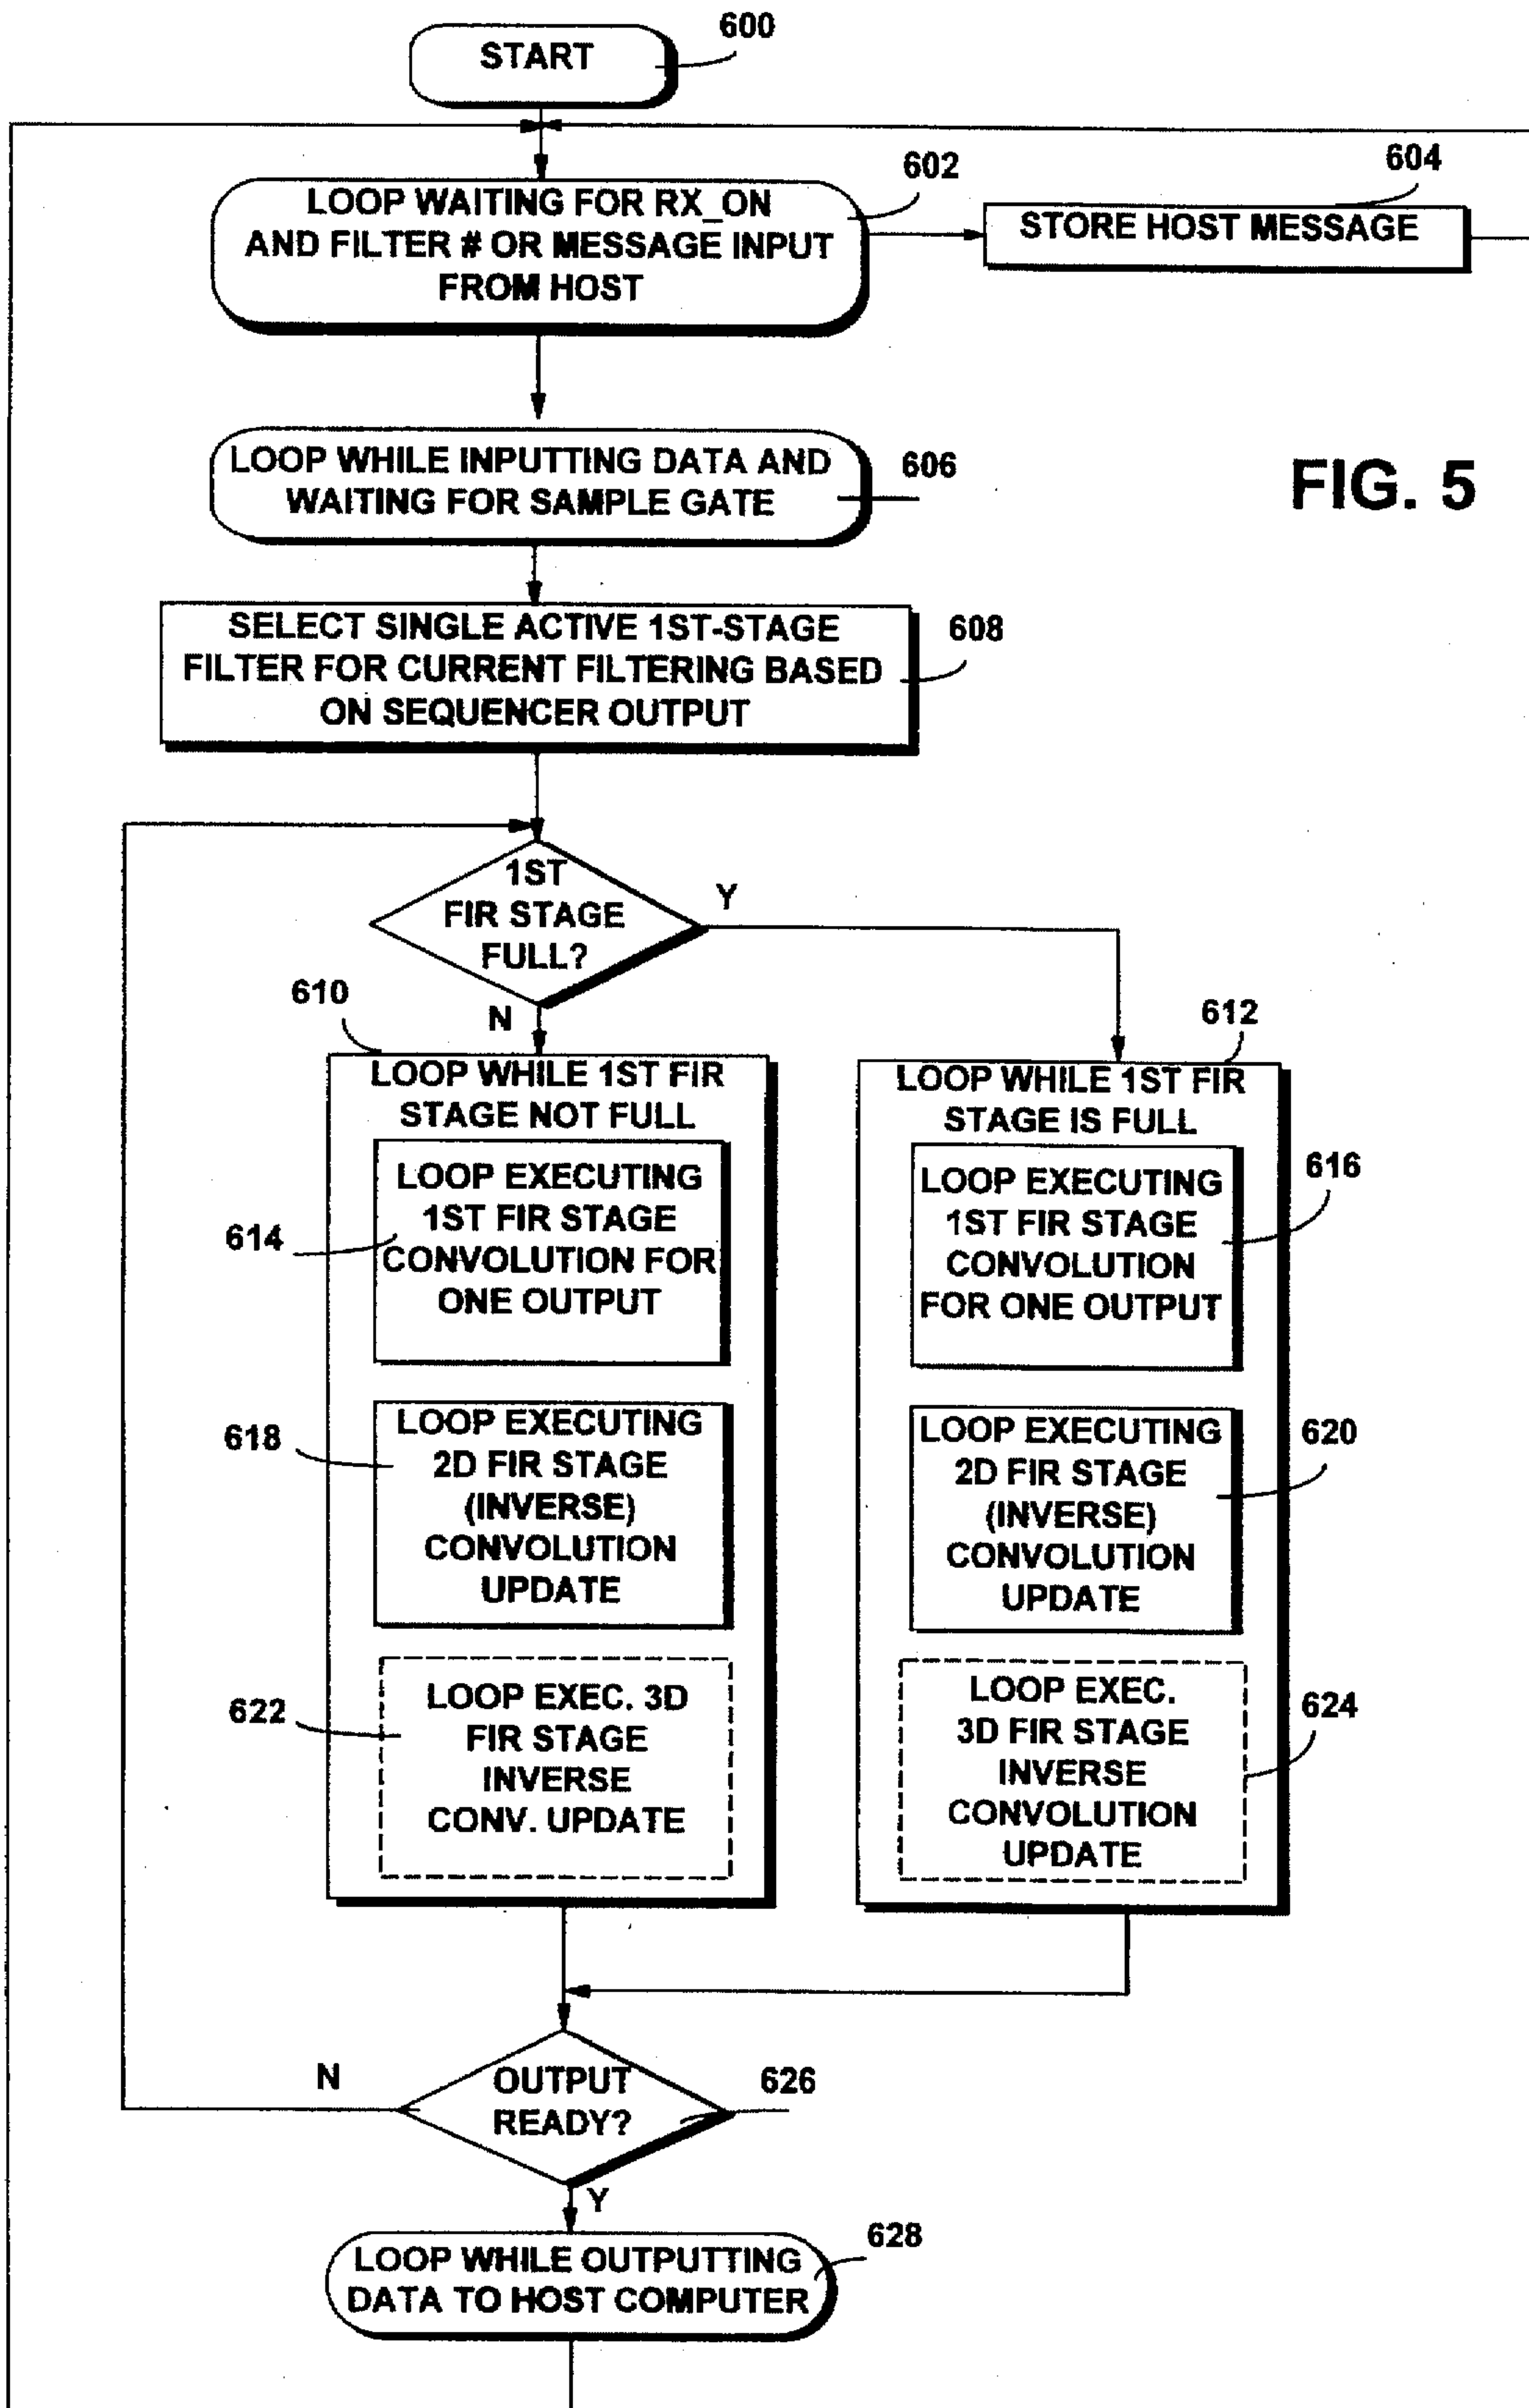 600
START
602
LOOP WAITING FOR RX_ON
AND FILTER # OR MESSAGE INPUT
FROM HOST
604
STORE HOST MESSAGE
LOOP WHILE INPUTTING DATA AND
WAITING FOR SAMPLE GATE
606
FIG. 5
SELECT SINGLE ACTIVE 1ST-STAGE
FILTER FOR CURRENT FILTERING BASED
ON SEQUENCER OUTPUT
608
1ST
FIR STAGE
FULL?
Y
N
610
LOOP WHILE 1ST FIR
STAGE NOT FULL
614
LOOP EXECUTING
1ST FIR STAGE
CONVOLUTION FOR
ONE OUTPUT
618
LOOP EXECUTING
2D FIR STAGE
(INVERSE)
CONVOLUTION
UPDATE
622
LOOP EXEC. 3D
FIR STAGE
INVERSE
CONV. UPDATE
612
LOOP WHILE 1ST FIR
STAGE IS FULL
LOOP EXECUTING
1ST FIR STAGE
CONVOLUTION
FOR ONE OUTPUT
616
LOOP EXECUTING
2D FIR STAGE
(INVERSE)
CONVOLUTION
UPDATE
620
LOOP EXEC.
3D FIR STAGE
INVERSE
CONVOLUTION
UPDATE
624
N
OUTPUT
READY?
626
Y
LOOP WHILE OUTPUTTING
DATA TO HOST COMPUTER
628